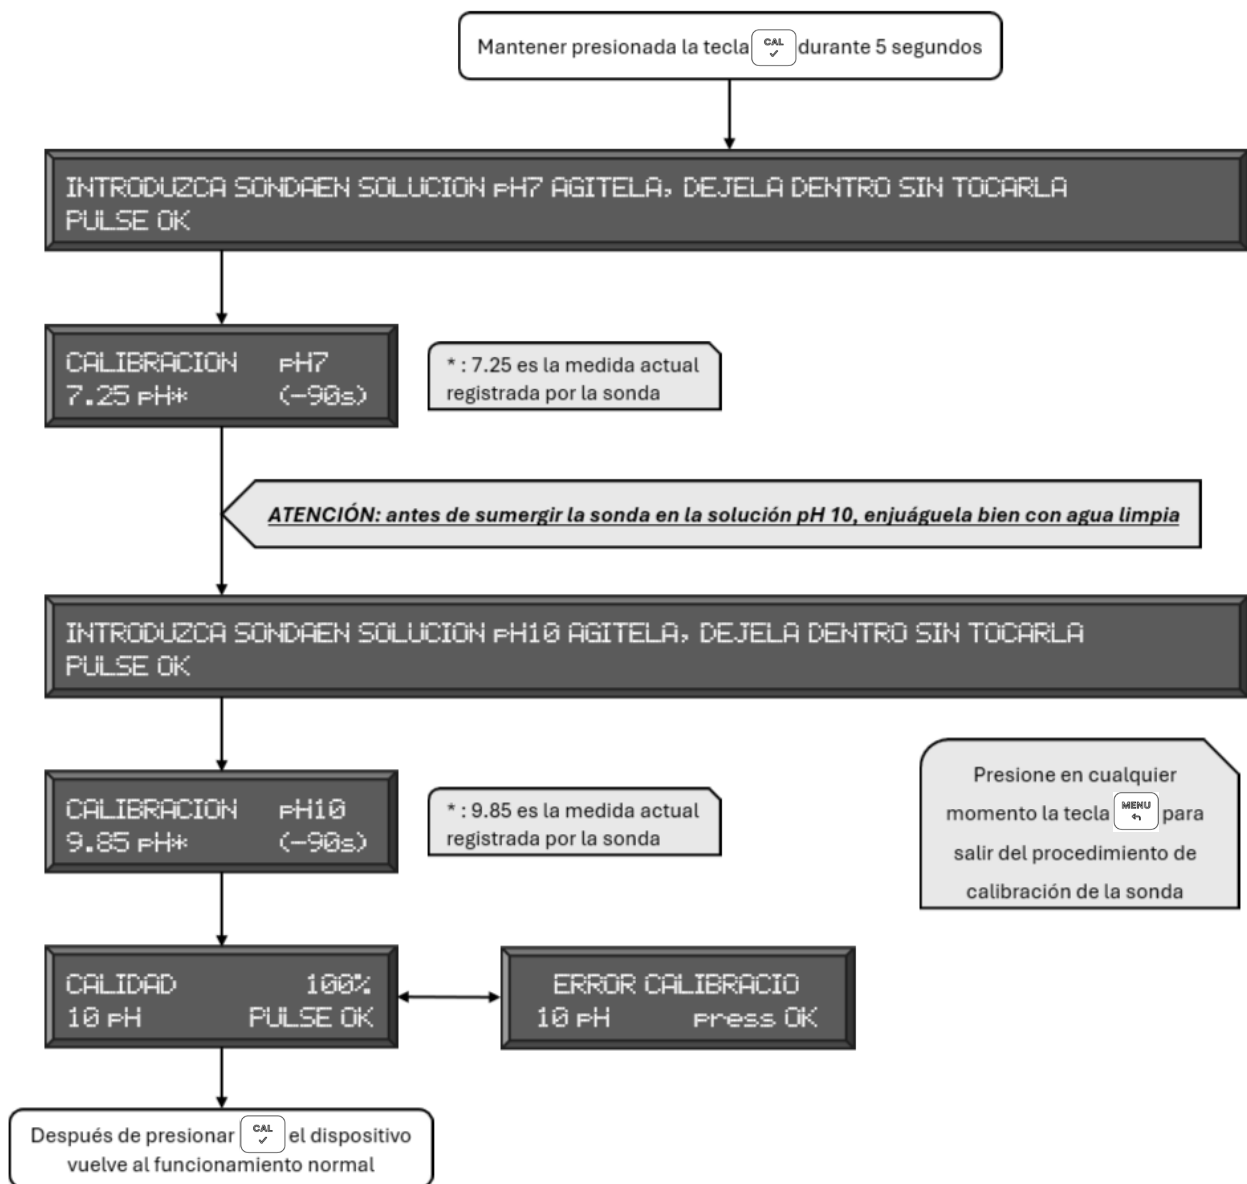 Mantener presionada la tecla CAL durante 5 segundos
INTRODUZCA SONDAEN SOLUCION pH7 AGITELA, DEJELA DENTRO SIN TOCARLA
PULSE OK
CALIBRACION pH7
7.25 pH* (-90s)
* : 7.25 es la medida actual
registrada por la sonda
ATENCIÓN: antes de sumergir la sonda en la solución pH 10, enjuáguela bien con agua limpia
INTRODUZCA SONDAEN SOLUCION pH10 AGITELA, DEJELA DENTRO SIN TOCARLA
PULSE OK
CALIBRACION pH10
9.85 pH* (-90s)
* : 9.85 es la medida actual
registrada por la sonda
Presione en cualquier
momento la tecla MENU para
salir del procedimiento de
calibración de la sonda
CALIDAD 100%
10 pH PULSE OK
ERROR CALIBRACIO
10 pH press OK
Después de presionar CAL el dispositivo
vuelve al funcionamiento normal